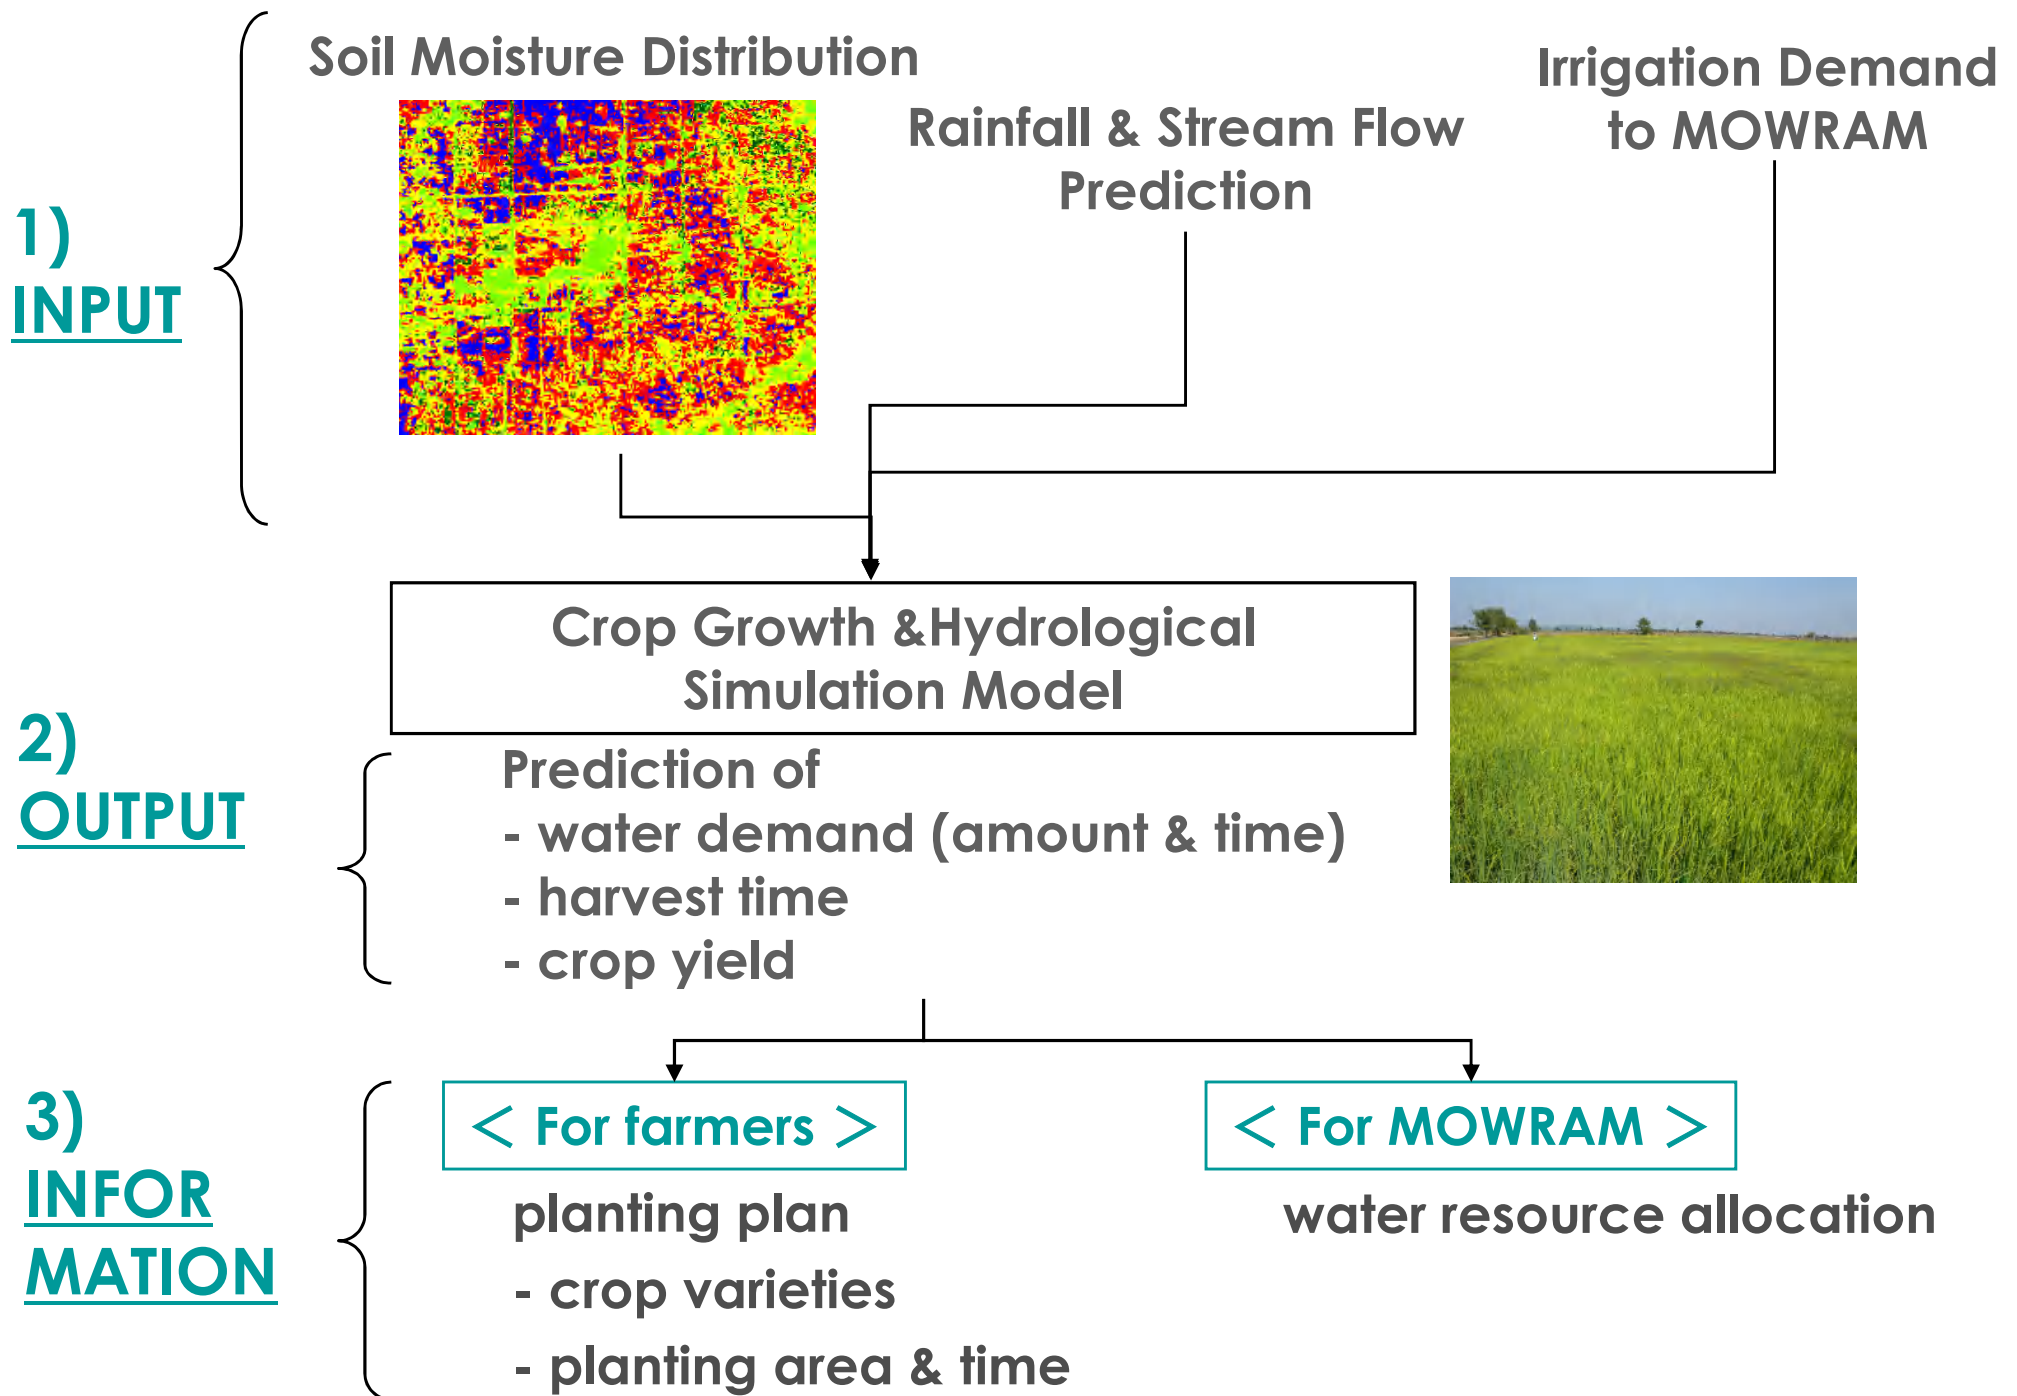 1)
INPUT
Soil Moisture Distribution
Rainfall & Stream Flow
Prediction
Irrigation Demand
to MOWRAM
Crop Growth &Hydrological
Simulation Model
2)
OUTPUT
Prediction of
- water demand (amount & time)
- harvest time
- crop yield
3)
INFOR
MATION
< For farmers >
planting plan
- crop varieties
- planting area & time
< For MOWRAM >
water resource allocation